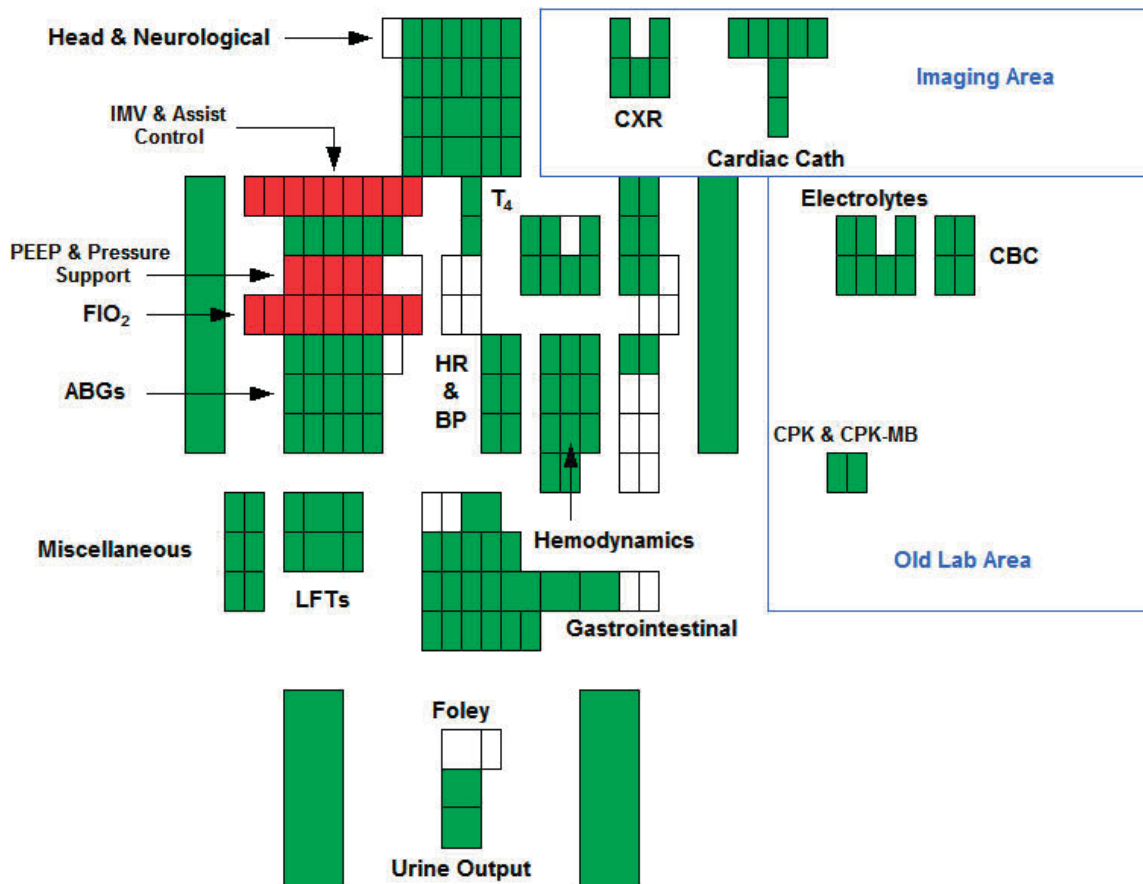 Head & Neurological
Imaging Area
IMV & Assist
Control
CXR
Cardiac Cath
T₄
Electrolytes
PEEP & Pressure
Support
CBC
FIO₂
HR
&
BP
ABGs
CPK & CPK-MB
Hemodynamics
Miscellaneous
Old Lab Area
LFTs
Gastrointestinal
Foley
Urine Output